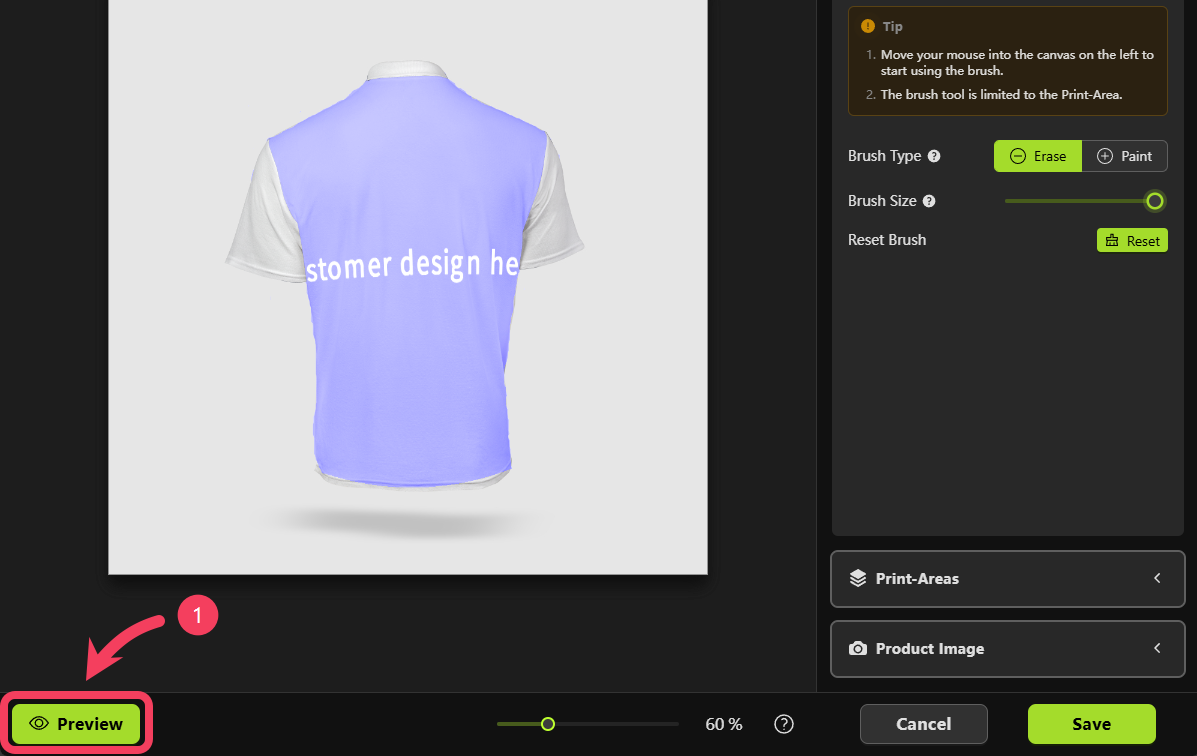 Tip
1. Move your mouse into the canvas on the left to
start using the brush.
2. The brush tool is limited to the Print-Area.
Brush Type ?
Erase
Paint
Brush Size ?
Reset Brush
Reset
stomer design he
Print-Areas
Product Image
1
Preview
60 %
?
Cancel
Save